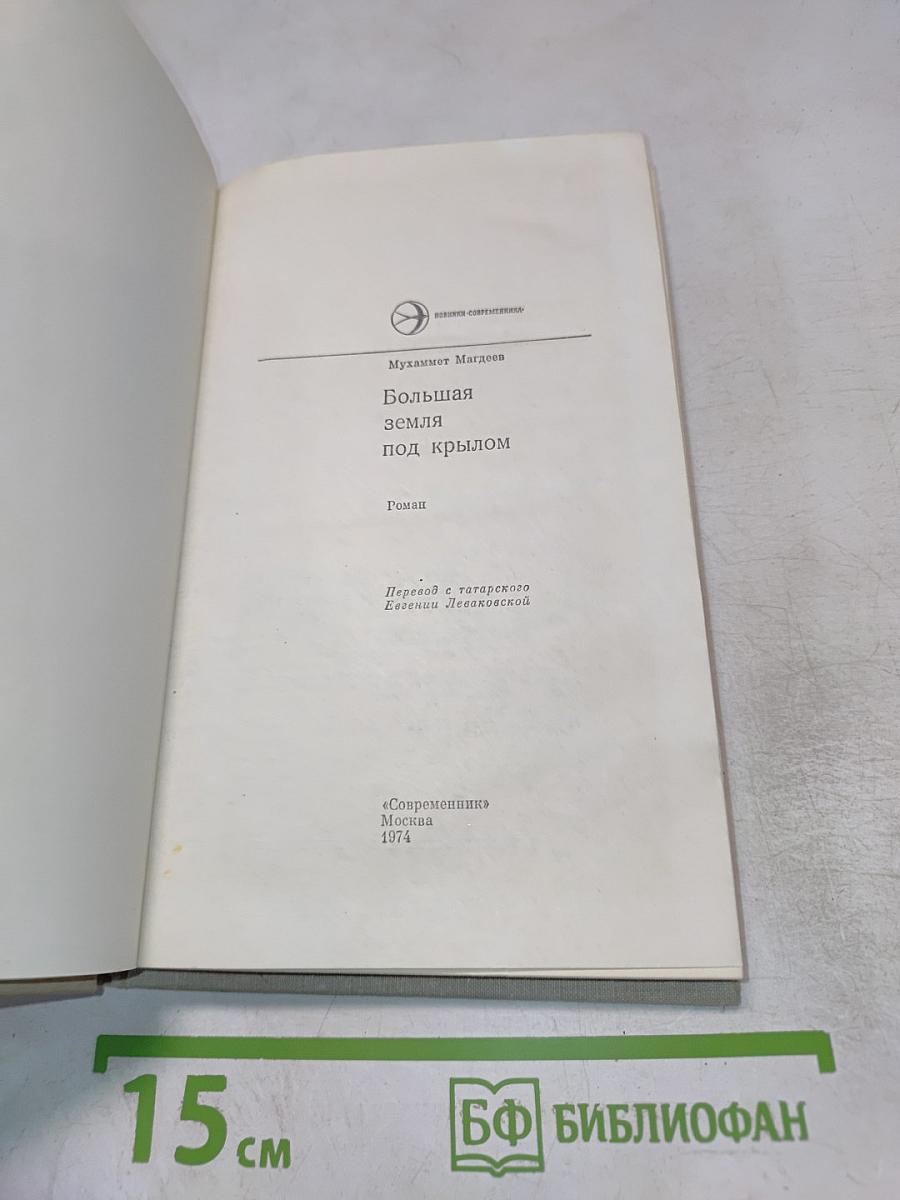 НОВИНКИ «СОВРЕМЕННИКА»
Мухаммет Магдеев
Большая
земля
под крылом
Роман
Перевод с татарского
Евгении Леваковской
«Современник»
Москва
1974
15 см
БФ БИБЛИОФАН